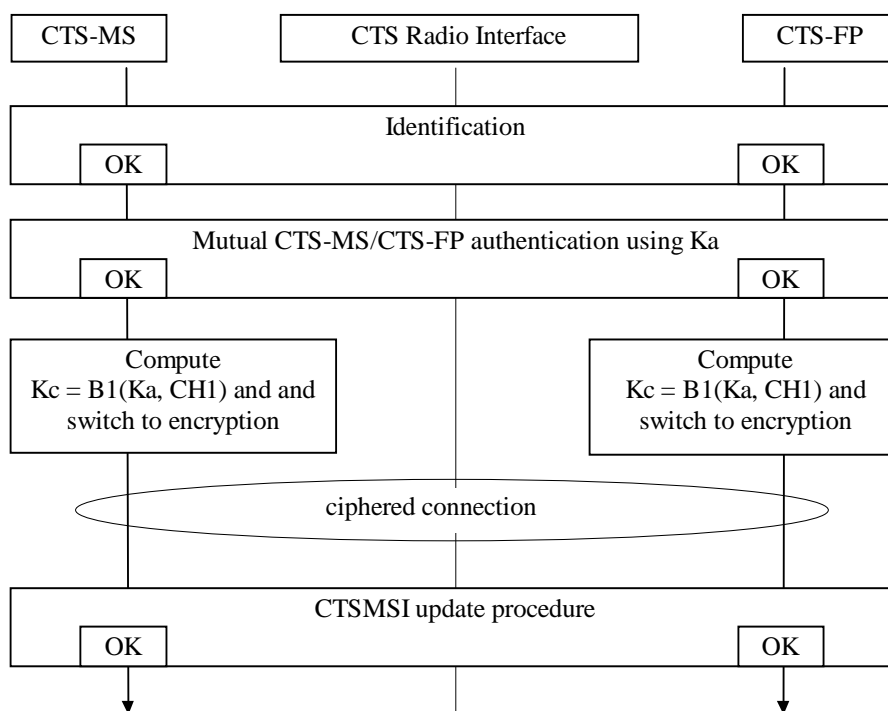 CTS-MS
CTS Radio Interface
CTS-FP
Identification
OK
OK
Mutual CTS-MS/CTS-FP authentication using Ka
OK
OK
Compute
Kc = B1(Ka, CH1) and and
switch to encryption
Compute
Kc = B1(Ka, CH1) and
switch to encryption
ciphered connection
CTSMSI update procedure
OK
OK